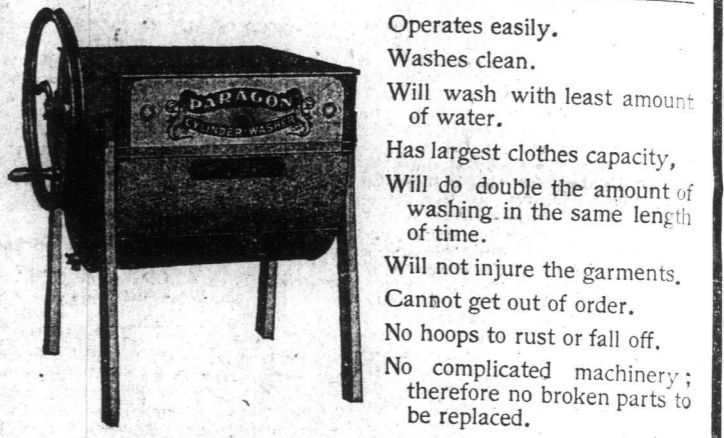 PARAGON
CYLINDER WASHER
Operates easily.
Washes clean.
Will wash with least amount
of water.
Has largest clothes capacity,
Will do double the amount of
washing in the same length
of time.
Will not injure the garments.
Cannot get out of order.
No hoops to rust or fall off.
No complicated machinery;
therefore no broken parts to
be replaced.